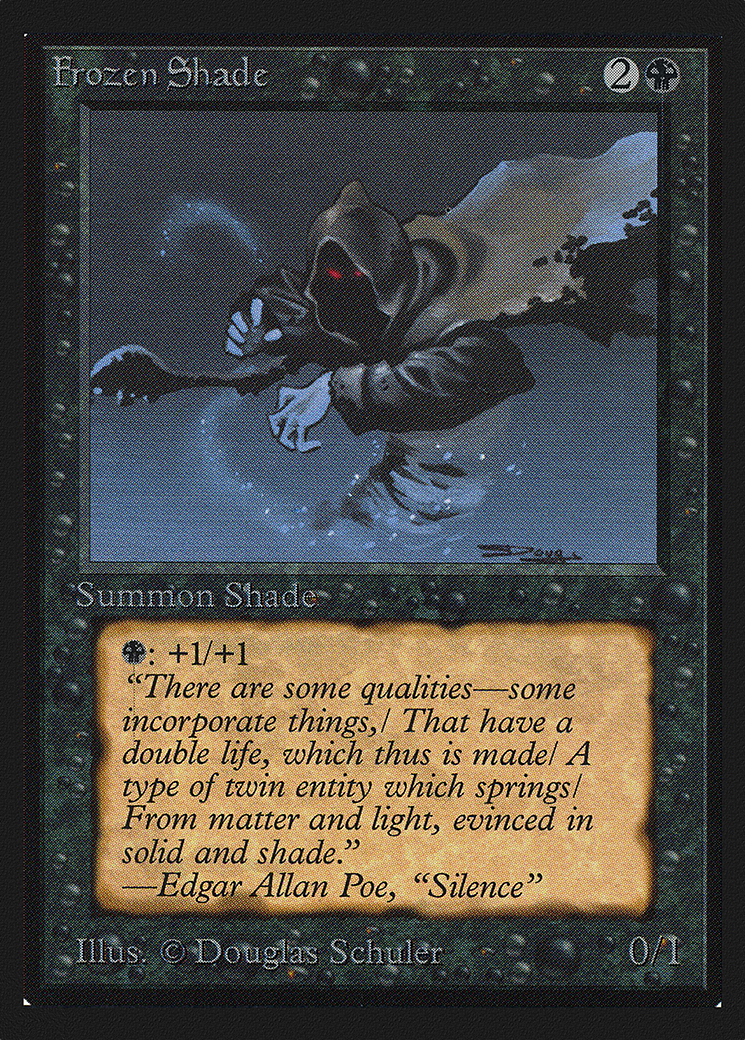 Frozen Shade 2
Summon Shade
: +1/+1
“There are some qualities—some
incorporate things,/ That have a
double life, which thus is made/ A
type of twin entity which springs/
From matter and light, evinced in
solid and shade.”
—Edgar Allan Poe, “Silence”
Illus. © Douglas Schuler 0/1